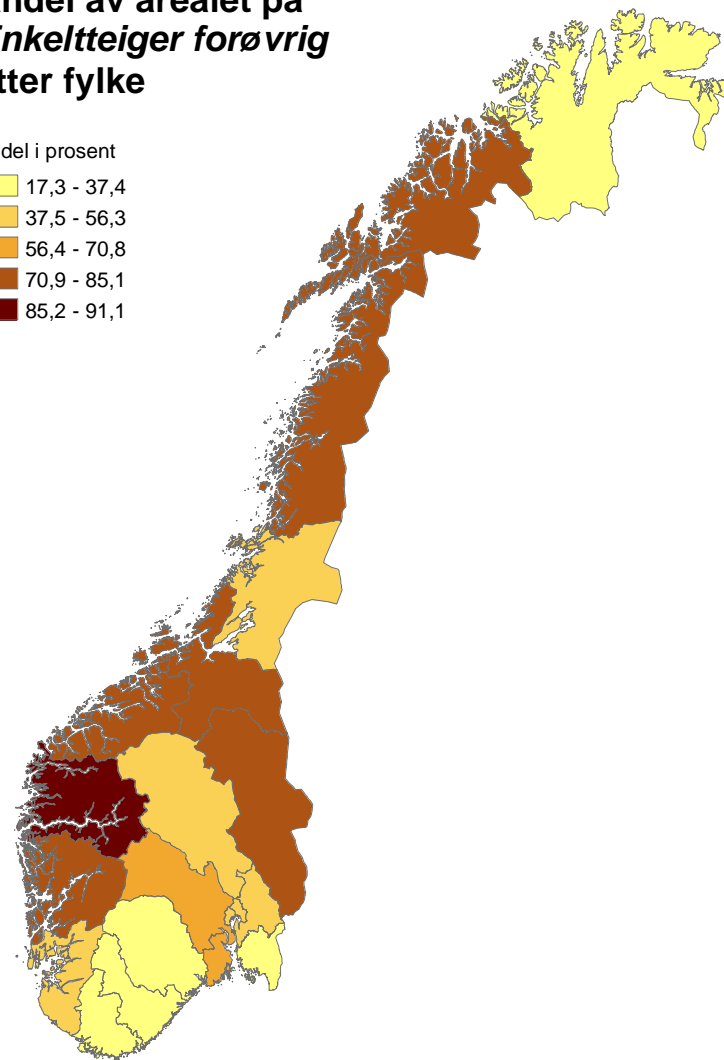 ndel av arealet på
nkeltteiger forøvrig
tter fylke
del i prosent
17,3 - 37,4
37,5 - 56,3
56,4 - 70,8
70,9 - 85,1
85,2 - 91,1